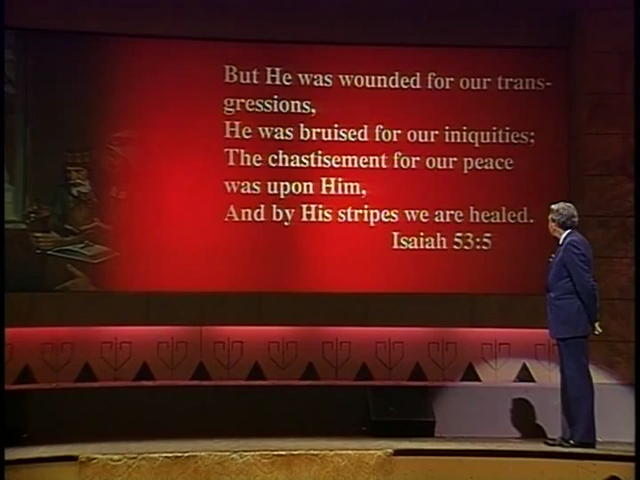 But He was wounded for our trans-
gressions,
He was bruised for our iniquities;
The chastisement for our peace
was upon Him,
And by His stripes we are healed.
Isaiah 53:5